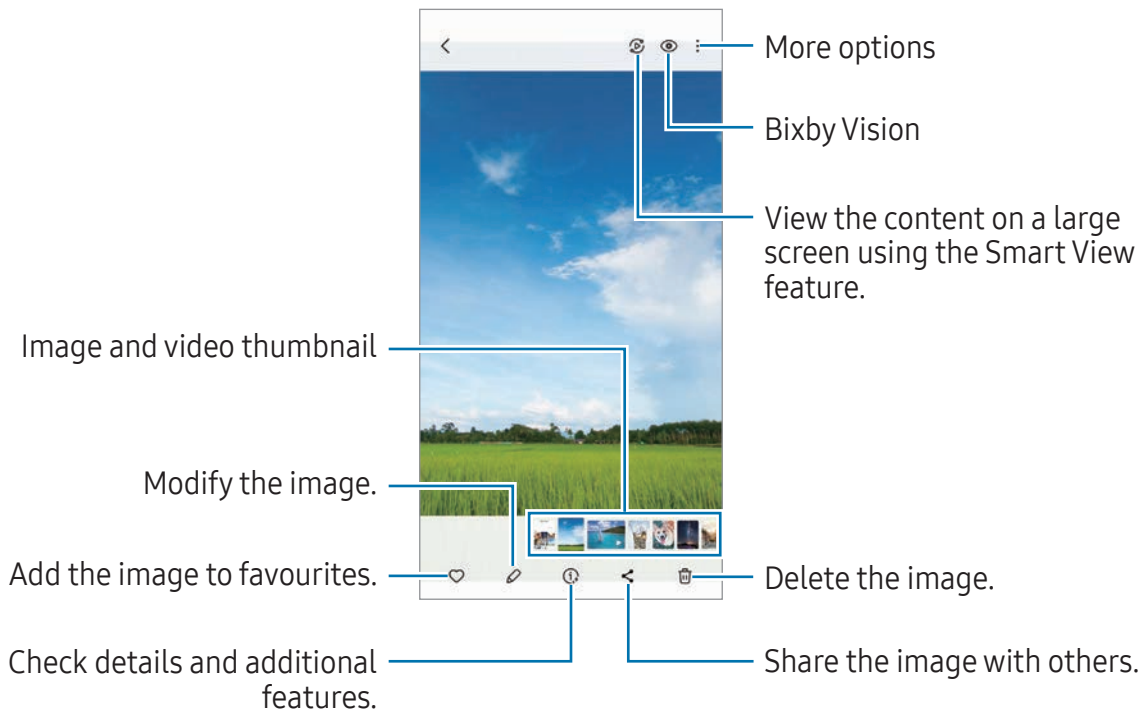 More options
Bixby Vision
View the content on a large
screen using the Smart View
feature.
Image and video thumbnail
Modify the image.
Add the image to favourites.
Delete the image.
Check details and additional
features.
Share the image with others.